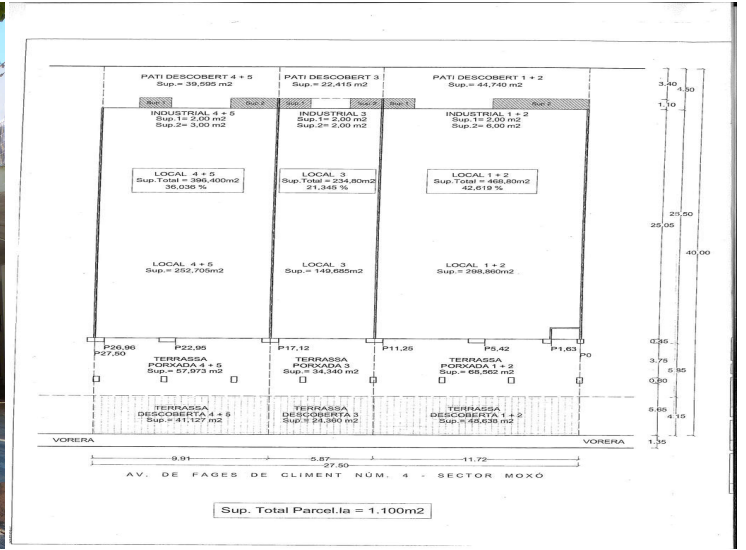 PATI DESCOBERT 4 + 5
Sup.= 39,595 m2
PATI DESCOBERT 3
Sup.= 22,415 m2
PATI DESCOBERT 1 + 2
Sup.= 44,740 m2
Sup 1
Sup 2
Sup 1
Sup 2
Sup 1
Sup 2
INDUSTRIAL 4 + 5
Sup.1= 2,00 m2
Sup.2= 3,00 m2
INDUSTRIAL 3
Sup.1= 2,00 m2
Sup.2= 2,00 m2
INDUSTRIAL 1 + 2
Sup.1= 2,00 m2
Sup.2= 6,00 m2
LOCAL 4 + 5
Sup.Total = 396,400m2
36,036 %
LOCAL 3
Sup.Total = 234,80m2
21,345 %
LOCAL 1 + 2
Sup.Total = 468,80m2
42,619 %
LOCAL 4 + 5
Sup.= 252,705m2
LOCAL 3
Sup.= 149,685m2
LOCAL 1 + 2
Sup.= 298,860m2
P26,96
P27,50
P22,95
P17,12
P11,25
P5,42
P1,63
P0
TERRASSA
PORXADA 4 + 5
Sup.= 57,973 m2
TERRASSA
PORXADA 3
Sup.= 34,340 m2
TERRASSA
PORXADA 1 + 2
Sup.= 68,562 m2
TERRASSA
DESCOBERTA 4 + 5
Sup.= 41,127 m2
TERRASSA
DESCOBERTA 3
Sup.= 24,360 m2
TERRASSA
DESCOBERTA 1 + 2
Sup.= 48,638 m2
VORERA
VORERA
3.40
4.50
1.10
25.50
25,05
40,00
0,45
3.75
0,80
5.65
4.15
1.35
9.91
5.87
11.72
27.50
AV. DE FAGES DE CLIMENT NÚM. 4 - SECTOR MOXÓ
Sup. Total Parcel.la = 1.100m2